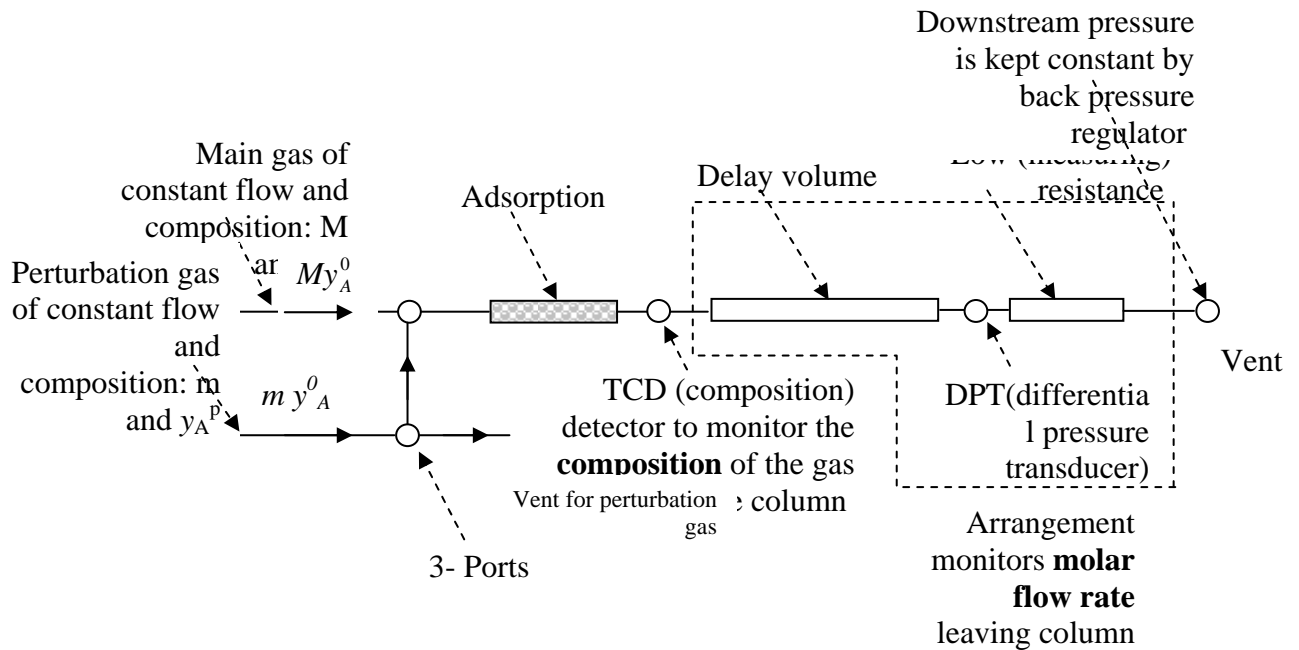 Downstream pressure
is kept constant by
back pressure
regulator
Main gas of
constant flow and
composition: M
My_A^0
Perturbation gas
of constant flow
and
composition: m
and y_A^p
m y^0_A
Adsorption
Delay volume
Low (measuring)
resistance
Vent
TCD (composition)
detector to monitor the
composition of the gas
column
Vent for perturbation
gas
DPT(differentia
l pressure
transducer)
3- Ports
Arrangement
monitors molar
flow rate
leaving column